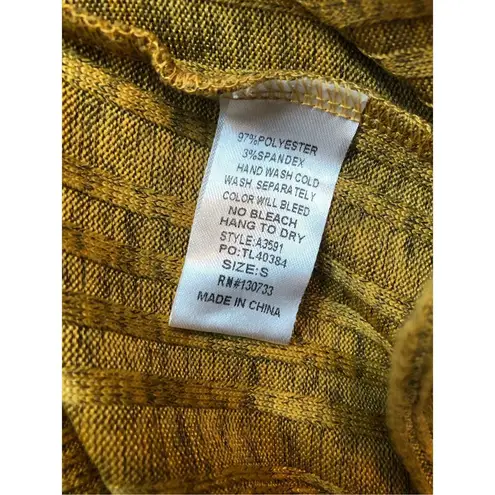 97%POLYESTER
3%SPANDEX
HAND WASH COLD
WASH SEPARATELY
COLOR WILL BLEED
NO BLEACH
HANG TO DRY
STYLE:A3591
PO:TL40384
SIZE:S
RN#130733
MADE IN CHINA